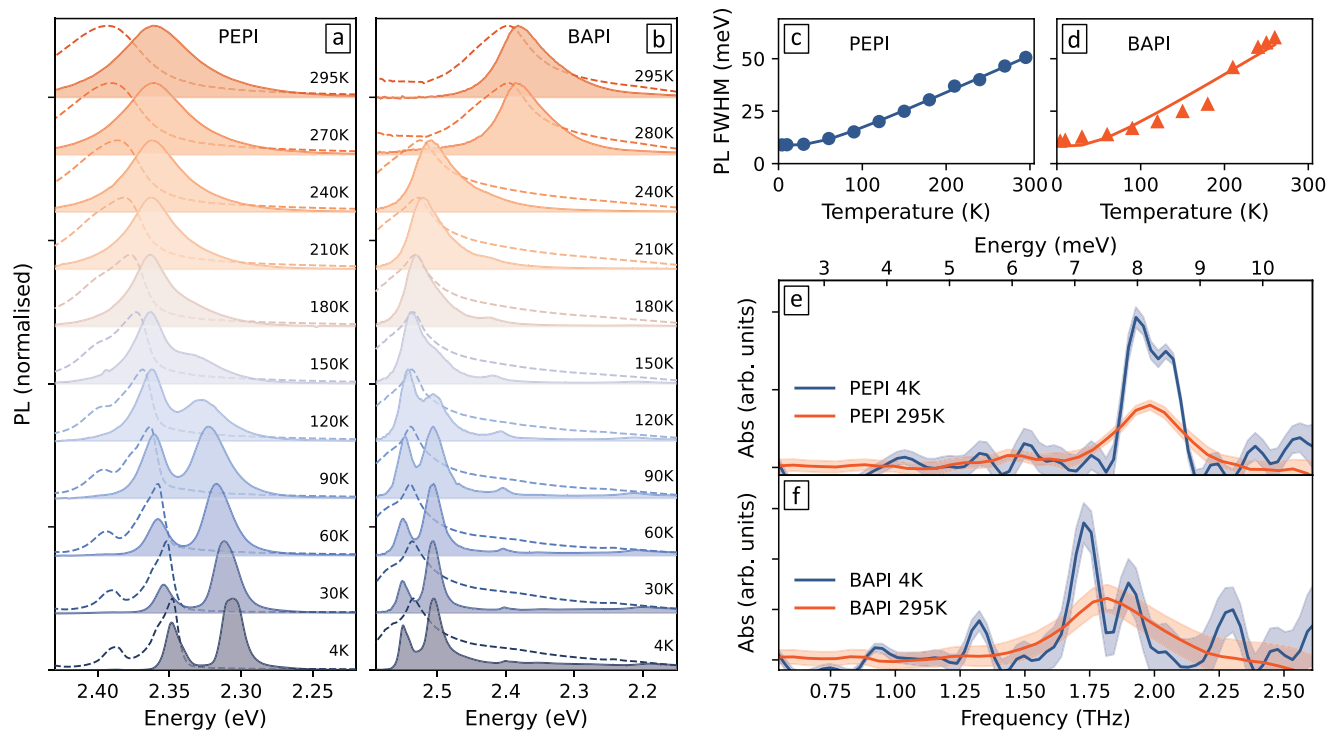 PEPI
a
295K
270K
240K
210K
180K
150K
120K
90K
60K
30K
4K
PL (normalised)
2.40 2.35 2.30 2.25
Energy (eV)
BAPI
b
295K
280K
240K
210K
180K
150K
120K
90K
60K
30K
4K
2.5 2.4 2.3 2.2
Energy (eV)
c
PEPI
PL FWHM (meV)
50
25
0
0 100 200 300
Temperature (K)
d
BAPI
0 100 200 300
Temperature (K)
Energy (meV)
3 4 5 6 7 8 9 10
e
Abs (arb. units)
PEPI 4K
PEPI 295K
f
Abs (arb. units)
BAPI 4K
BAPI 295K
0.75 1.00 1.25 1.50 1.75 2.00 2.25 2.50
Frequency (THz)